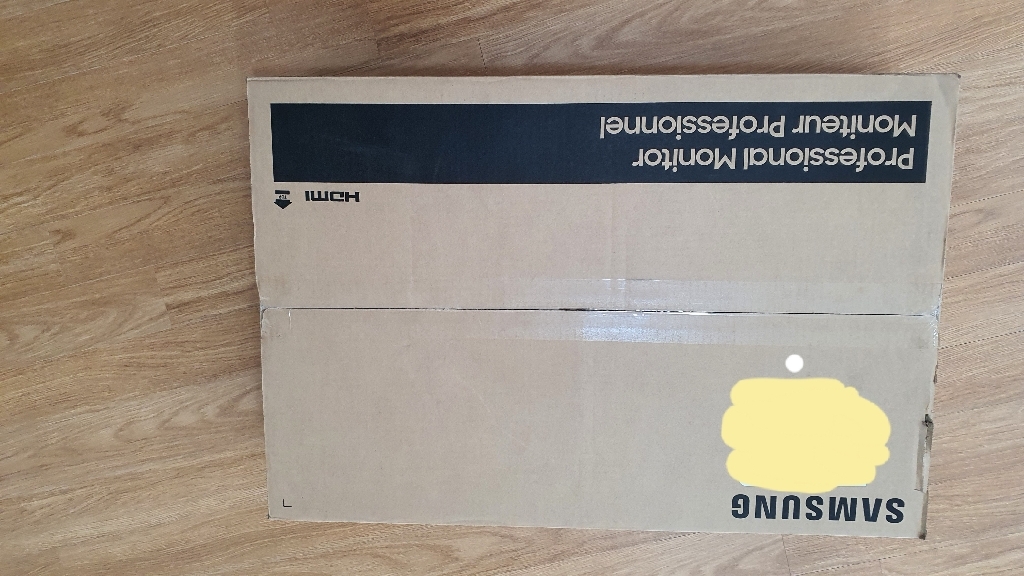 SAMSUNG
HDMI
Professional Monitor
Moniteur Professionnel